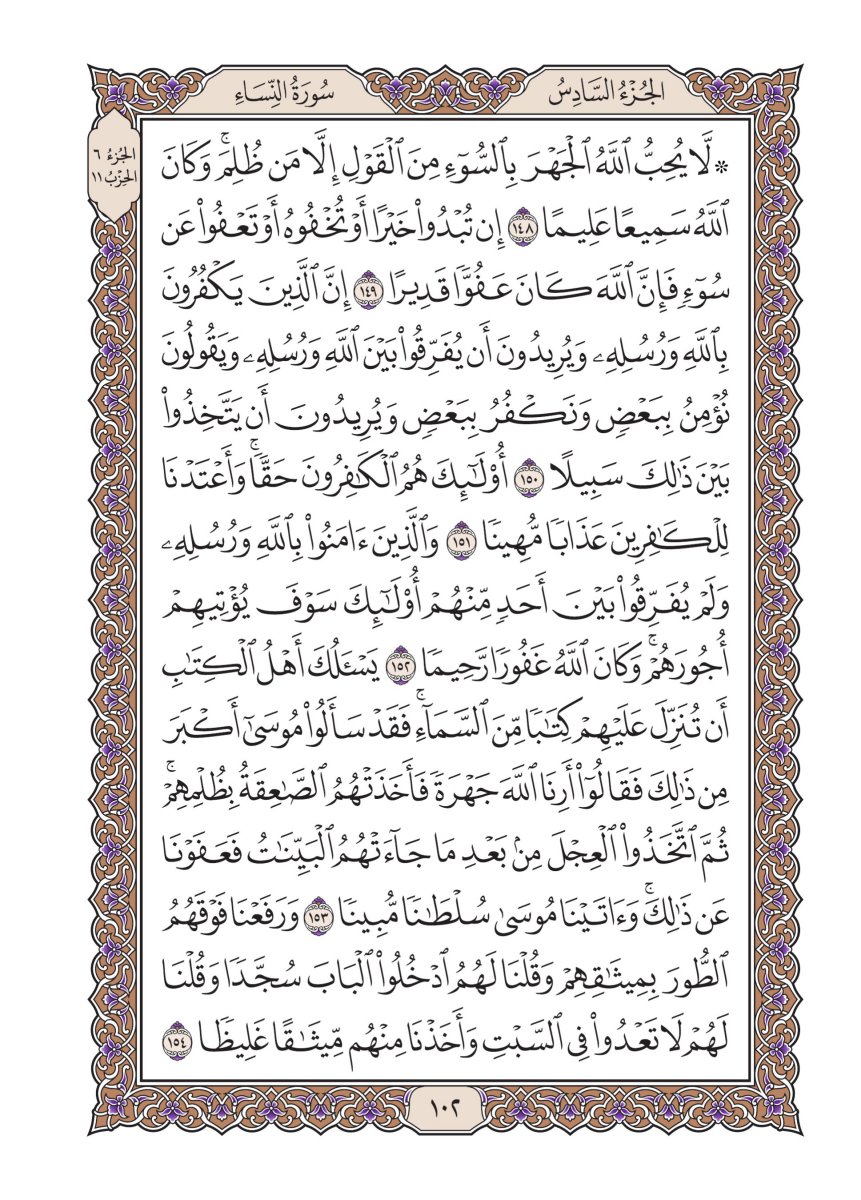 الجُزْءُ السَّادِسُ
سُورَةُ النِّسَاءِ
الجُزءُ ٦
الحِزْبُ ١١
* لَّا يُحِبُّ ٱللَّهُ ٱلْجَهْرَ بِٱلسُّوٓءِ مِنَ ٱلْقَوْلِ إِلَّا مَن ظُلِمَۚ وَكَانَ
ٱللَّهُ سَمِيعًا عَلِيمًا ١٤٨ إِن تُبْدُواْ خَيْرًا أَوْ تُخْفُوهُ أَوْ تَعْفُواْ عَن
سُوٓءٍ فَإِنَّ ٱللَّهَ كَانَ عَفُوًّا قَدِيرًا ١٤٩ إِنَّ ٱلَّذِينَ يَكْفُرُونَ
بِٱللَّهِ وَرُسُلِهِۦ وَيُرِيدُونَ أَن يُفَرِّقُواْ بَيْنَ ٱللَّهِ وَرُسُلِهِۦ وَيَقُولُونَ
نُؤْمِنُ بِبَعْضٍ وَنَكْفُرُ بِبَعْضٍ وَيُرِيدُونَ أَن يَتَّخِذُواْ
بَيْنَ ذَٰلِكَ سَبِيلًا ١٥٠ أُوْلَٰٓئِكَ هُمُ ٱلْكَٰفِرُونَ حَقًّاۚ وَأَعْتَدْنَا
لِلْكَٰفِرِينَ عَذَابًا مُّهِينًا ١٥١ وَٱلَّذِينَ ءَامَنُواْ بِٱللَّهِ وَرُسُلِهِۦ
وَلَمْ يُفَرِّقُواْ بَيْنَ أَحَدٍ مِّنْهُمْ أُوْلَٰٓئِكَ سَوْفَ يُؤْتِيهِمْ
أُجُورَهُمْۚ وَكَانَ ٱللَّهُ غَفُورًا رَّحِيمًا ١٥٢ يَسْـَٔلُكَ أَهْلُ ٱلْكِتَٰبِ
أَن تُنَزِّلَ عَلَيْهِمْ كِتَٰبًا مِّنَ ٱلسَّمَآءِۚ فَقَدْ سَأَلُواْ مُوسَىٰٓ أَكْبَرَ
مِن ذَٰلِكَ فَقَالُوٓاْ أَرِنَا ٱللَّهَ جَهْرَةً فَأَخَذَتْهُمُ ٱلصَّٰعِقَةُ بِظُلْمِهِمْۚ
ثُمَّ ٱتَّخَذُواْ ٱلْعِجْلَ مِنۢ بَعْدِ مَا جَآءَتْهُمُ ٱلْبَيِّنَٰتُ فَعَفَوْنَا
عَن ذَٰلِكَۚ وَءَاتَيْنَا مُوسَىٰ سُلْطَٰنًا مُّبِينًا ١٥٣ وَرَفَعْنَا فَوْقَهُمُ
ٱلطُّورَ بِمِيثَٰقِهِمْ وَقُلْنَا لَهُمُ ٱدْخُلُواْ ٱلْبَابَ سُجَّدًا وَقُلْنَا
لَهُمْ لَا تَعْدُواْ فِي ٱلسَّبْتِ وَأَخَذْنَا مِنْهُم مِّيثَٰقًا غَلِيظًا ١٥٤
١٠٢